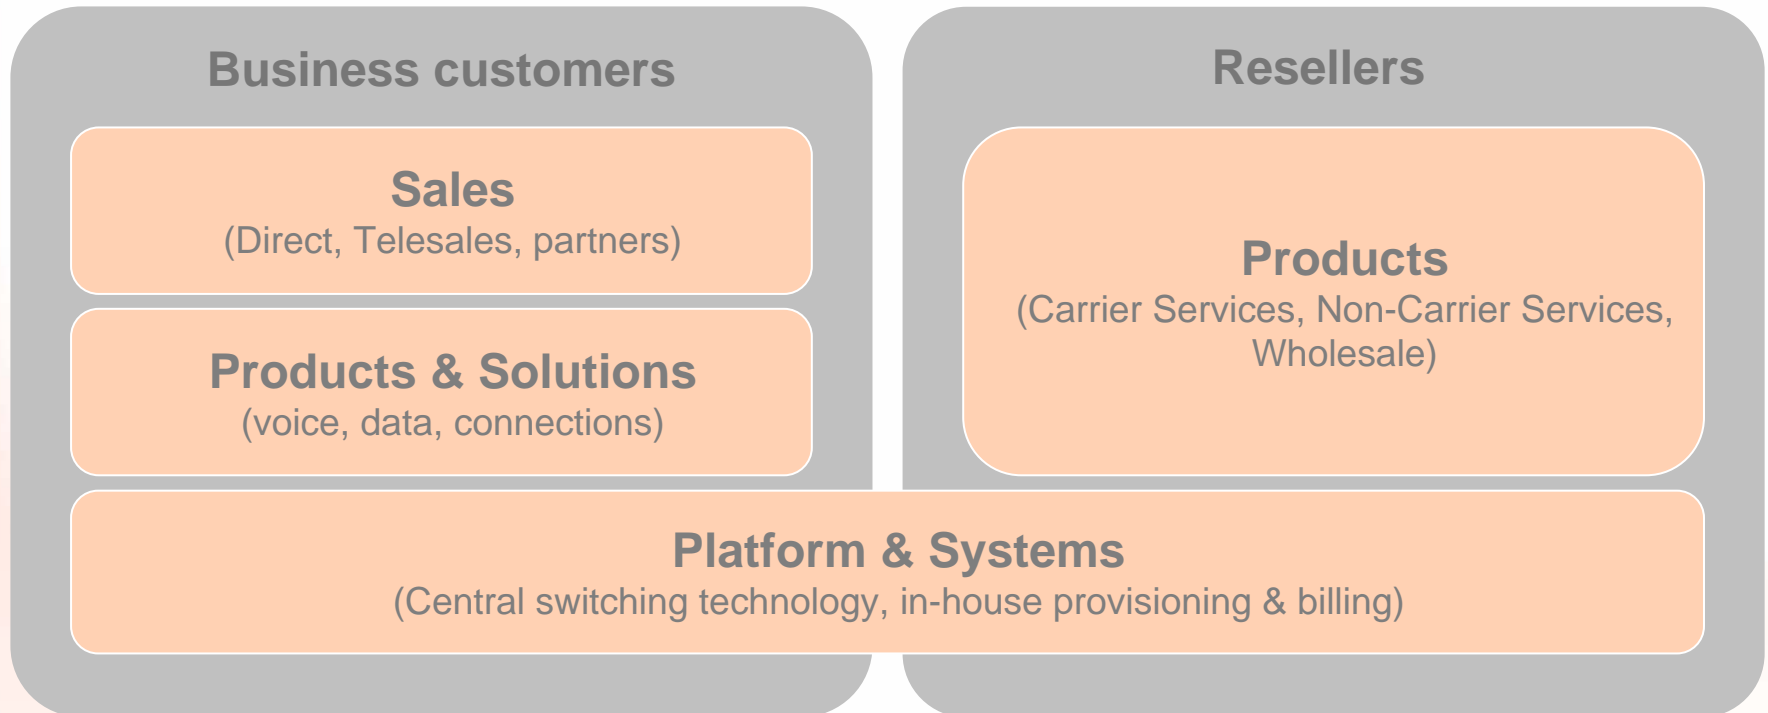 Business customers
Sales
(Direct, Telesales, partners)
Products & Solutions
(voice, data, connections)
Resellers
Products
(Carrier Services, Non-Carrier Services,
Wholesale)
Platform & Systems
(Central switching technology, in-house provisioning & billing)